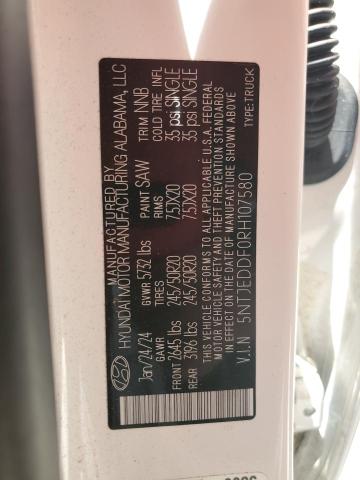 MANUFACTURED BY
HYUNDAI MOTOR MANUFACTURING ALABAMA, LLC
Jan/24/24 GVWR 5732 lbs PAINT SAW TRIM NNB
GAWR TIRES RIMS COLD TIRE INFL
FRONT 2645 lbs 245/50R20 7.5JX20 35 psi SINGLE
REAR 3196 lbs 245/50R20 7.5JX20 35 psi SINGLE
THIS VEHICLE CONFORMS TO ALL APPLICABLE U.S.A. FEDERAL
MOTOR VEHICLE SAFETY AND THEFT PREVENTION STANDARDS
IN EFFECT ON THE DATE OF MANUFACTURE SHOWN ABOVE
V.I.N 5NTJEDDF0RH107580 TYPE:TRUCK